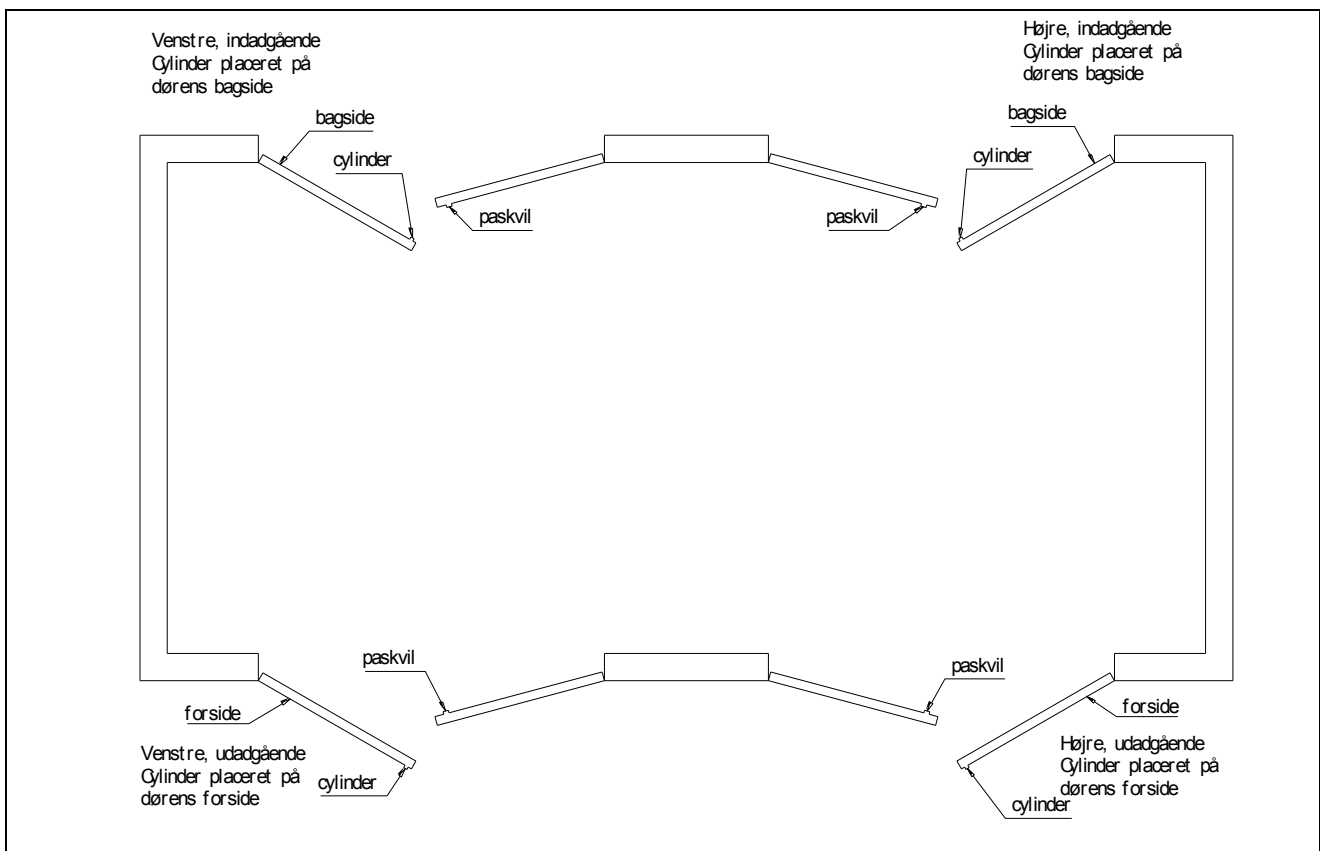 Venstre, indadgående
Cylinder placeret på
dørens bagside
Højre, indadgående
Cylinder placeret på
dørens bagside
bagside
cylinder
bagside
cylinder
paskvil
paskvil
paskvil
paskvil
forside
forside
Venstre, udadgående
Cylinder placeret på
dørens forside
cylinder
Højre, udadgående
Cylinder placeret på
dørens forside
cylinder